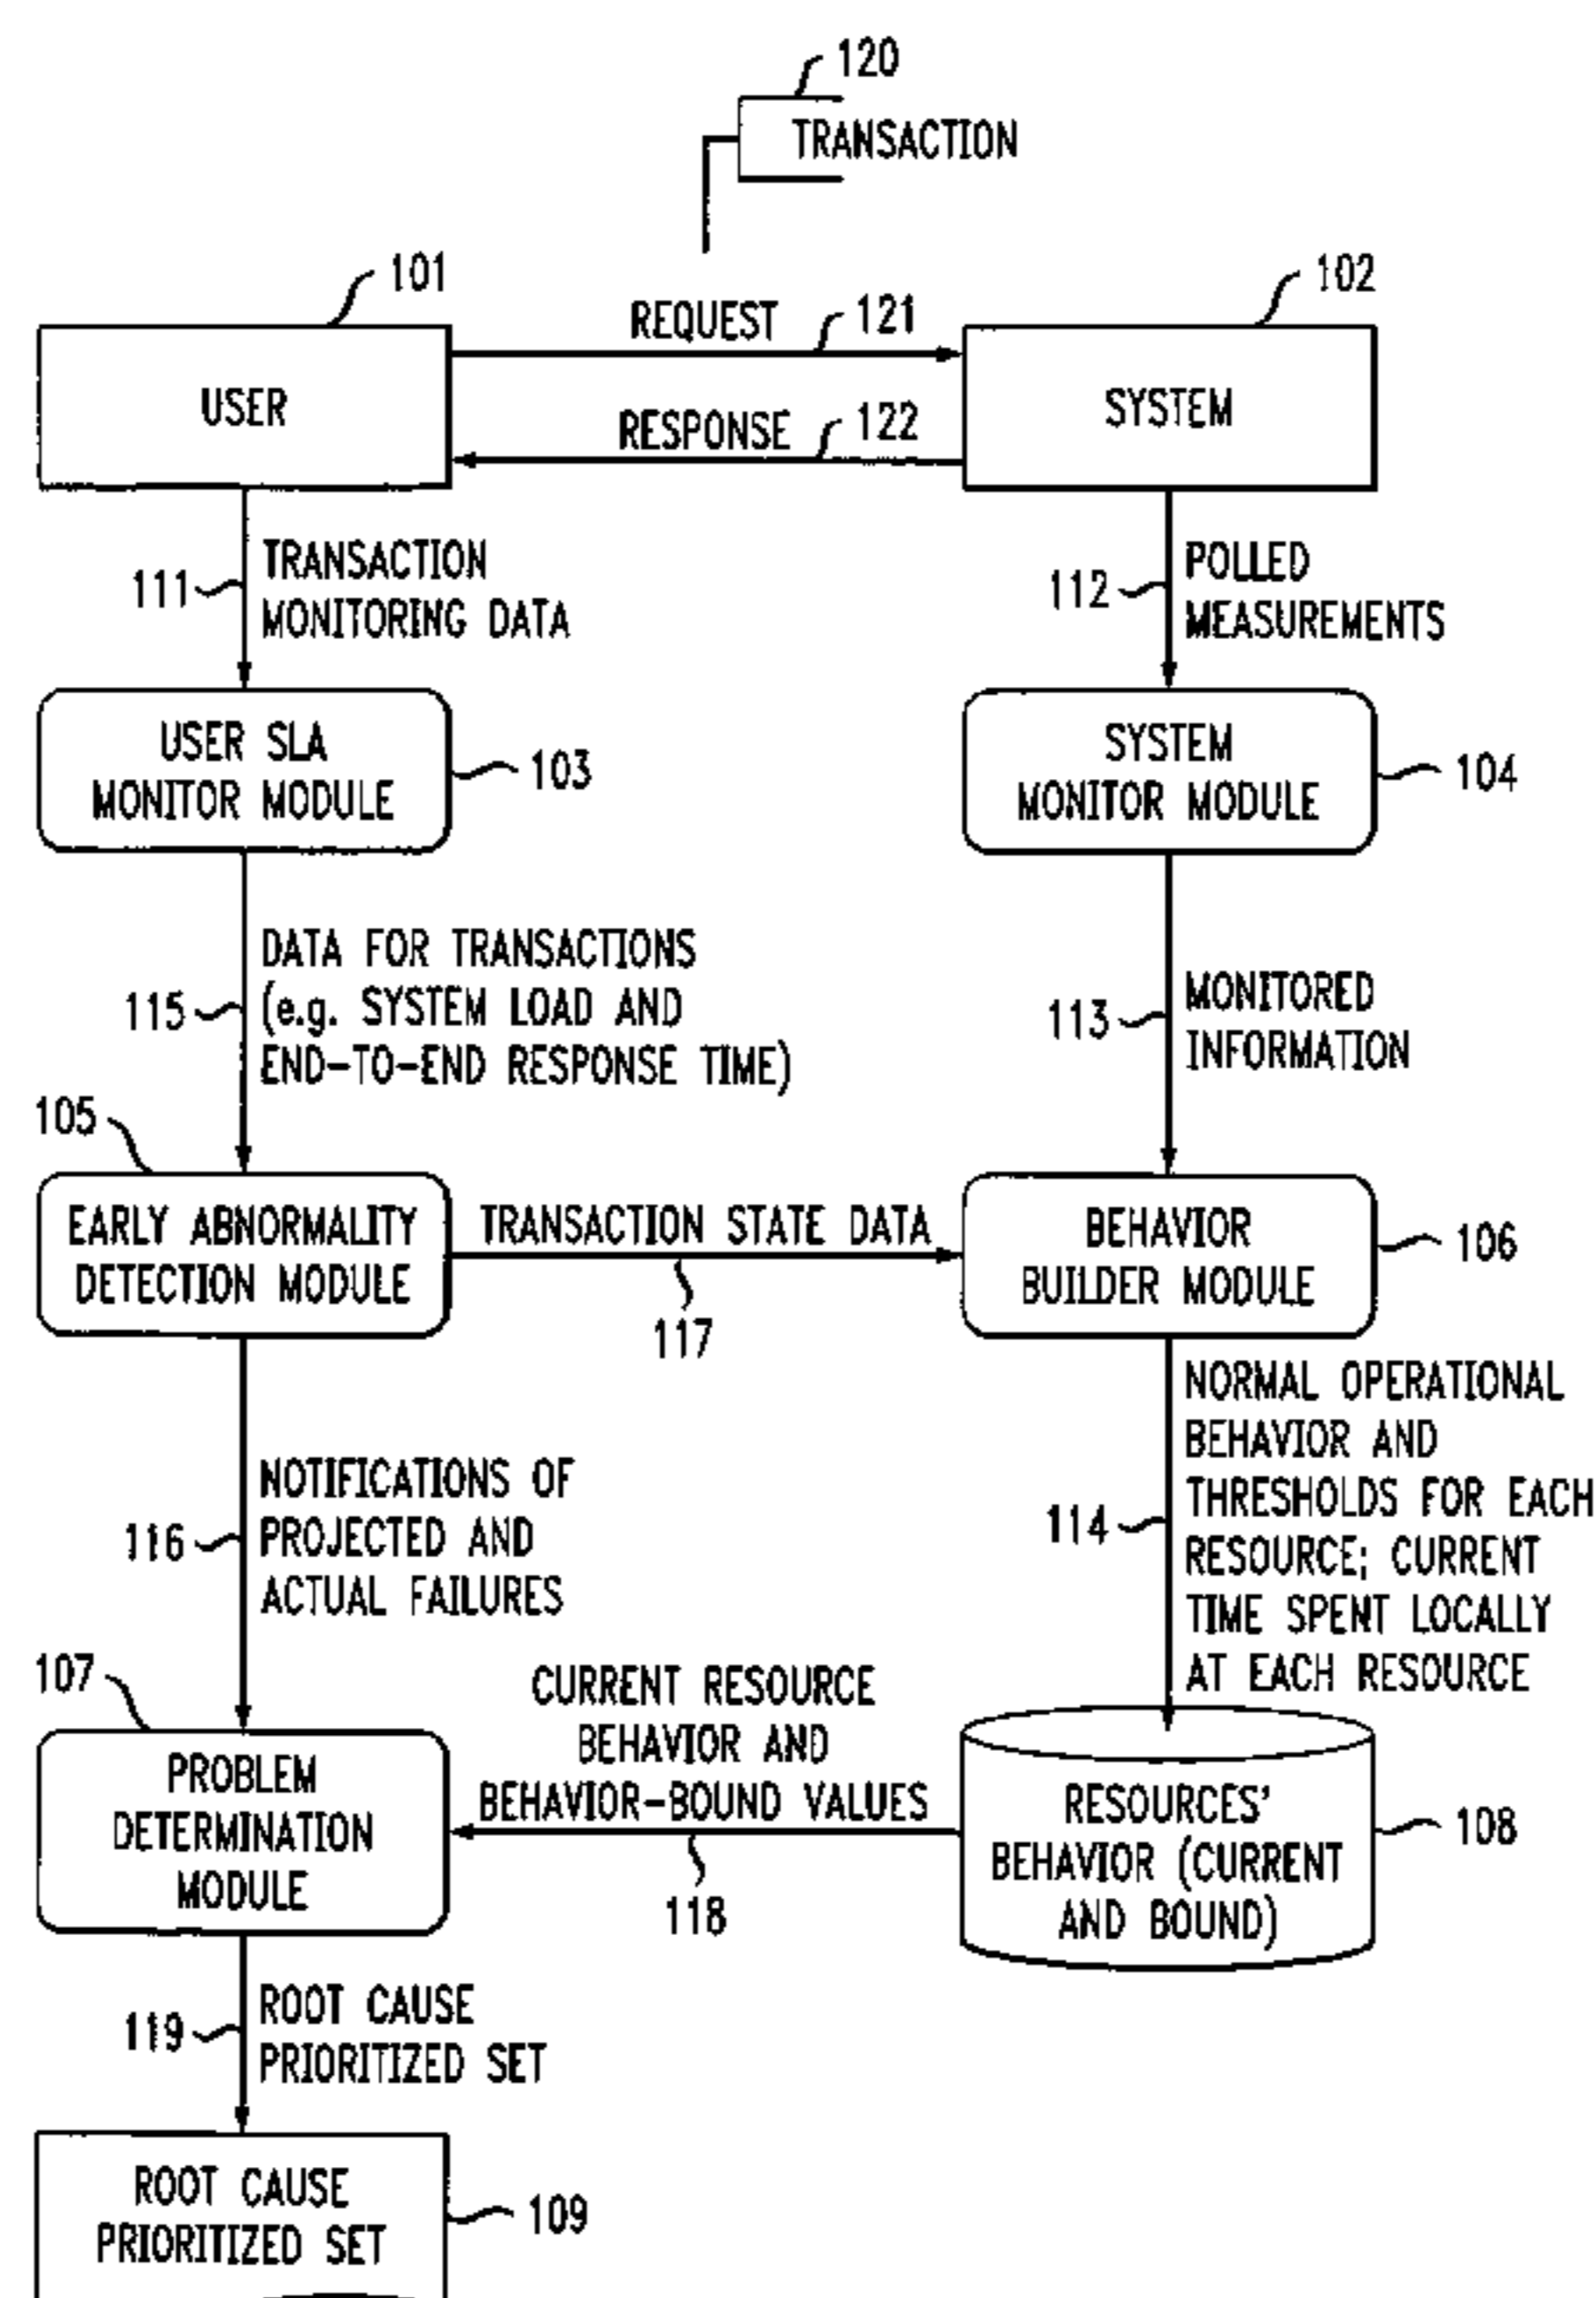 120
TRANSACTION
101
102
REQUEST
121
USER
SYSTEM
RESPONSE
122
111
TRANSACTION
MONITORING DATA
112
POLLED
MEASUREMENTS
USER SLA
MONITOR MODULE
103
SYSTEM
MONITOR MODULE
104
115
DATA FOR TRANSACTIONS
(e.g. SYSTEM LOAD AND
END-TO-END RESPONSE TIME)
113
MONITORED
INFORMATION
105
EARLY ABNORMALITY
DETECTION MODULE
TRANSACTION STATE DATA
117
BEHAVIOR
BUILDER MODULE
106
116
NOTIFICATIONS OF
PROJECTED AND
ACTUAL FAILURES
114
NORMAL OPERATIONAL
BEHAVIOR AND
THRESHOLDS FOR EACH
RESOURCE; CURRENT
TIME SPENT LOCALLY
AT EACH RESOURCE
107
PROBLEM
DETERMINATION
MODULE
CURRENT RESOURCE
BEHAVIOR AND
BEHAVIOR-BOUND VALUES
118
RESOURCES'
BEHAVIOR (CURRENT
AND BOUND)
108
119
ROOT CAUSE
PRIORITIZED SET
ROOT CAUSE
PRIORITIZED SET
109